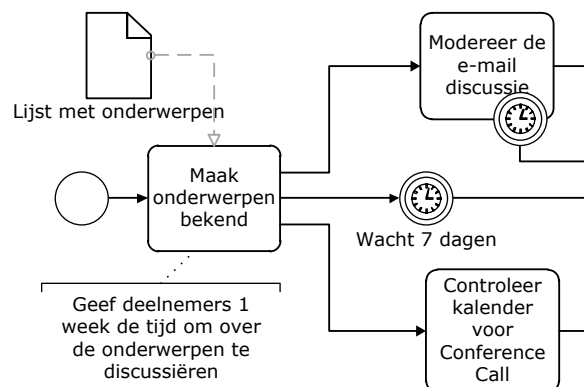 Lijst met onderwerpen
Maak
onderwerpen
bekend
Geef deelnemers 1
week de tijd om over
de onderwerpen te
discussiëren
Modereer de
e-mail
discussie
Wacht 7 dagen
Controleer
kalender
voor
Conference
Call